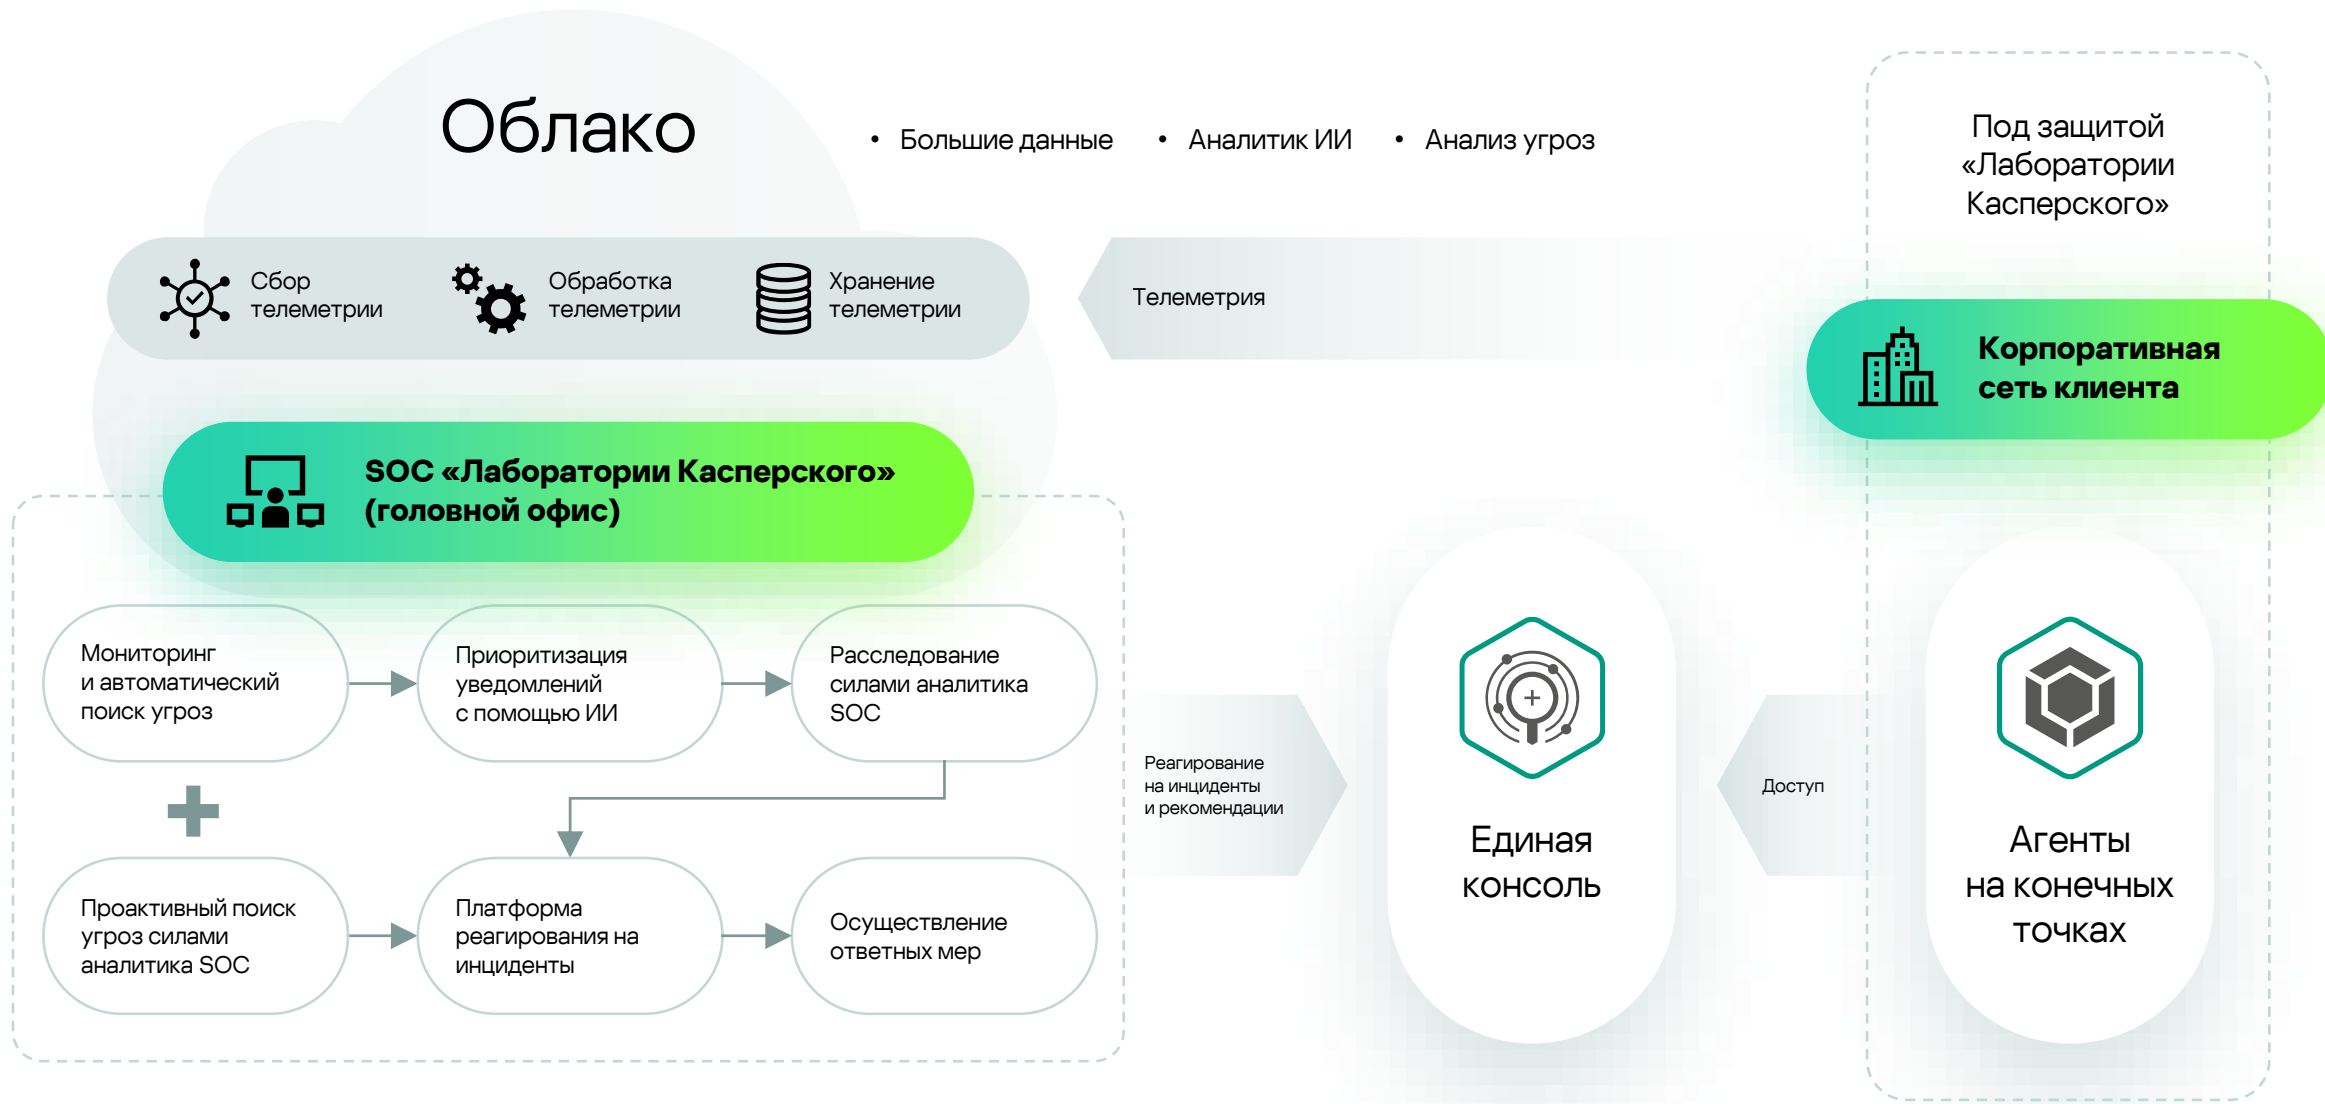 Облако
• Большие данные
• Аналитик ИИ
• Анализ угроз
Под защитой
«Лаборатории
Касперского»
Сбор
телеметрии
Обработка
телеметрии
Хранение
телеметрии
Телеметрия
Корпоративная
сеть клиента
SOC «Лаборатории Касперского»
(головной офис)
Мониторинг
и автоматический
поиск угроз
Приоритизация
уведомлений
с помощью ИИ
Расследование
силами аналитика
SOC
Проактивный поиск
угроз силами
аналитика SOC
Платформа
реагирования на
инциденты
Осуществление
ответных мер
Реагирование
на инциденты
и рекомендации
Единая
консоль
Доступ
Агенты
на конечных
точках